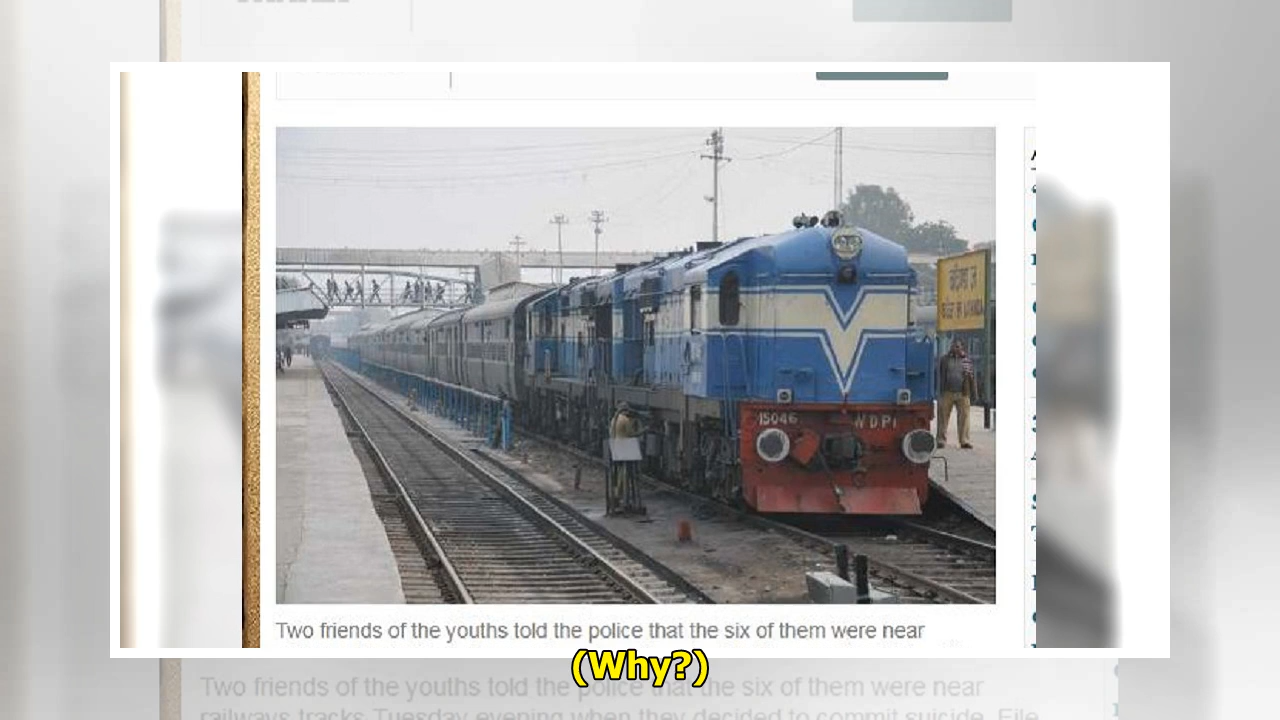 15046 WDP1
Two friends of the youths told the police that the six of them were near
(Why?)
Two friends of the youths told the police that the six of them were near
railways tracks Tuesday evening when they decided to commit suicide. File